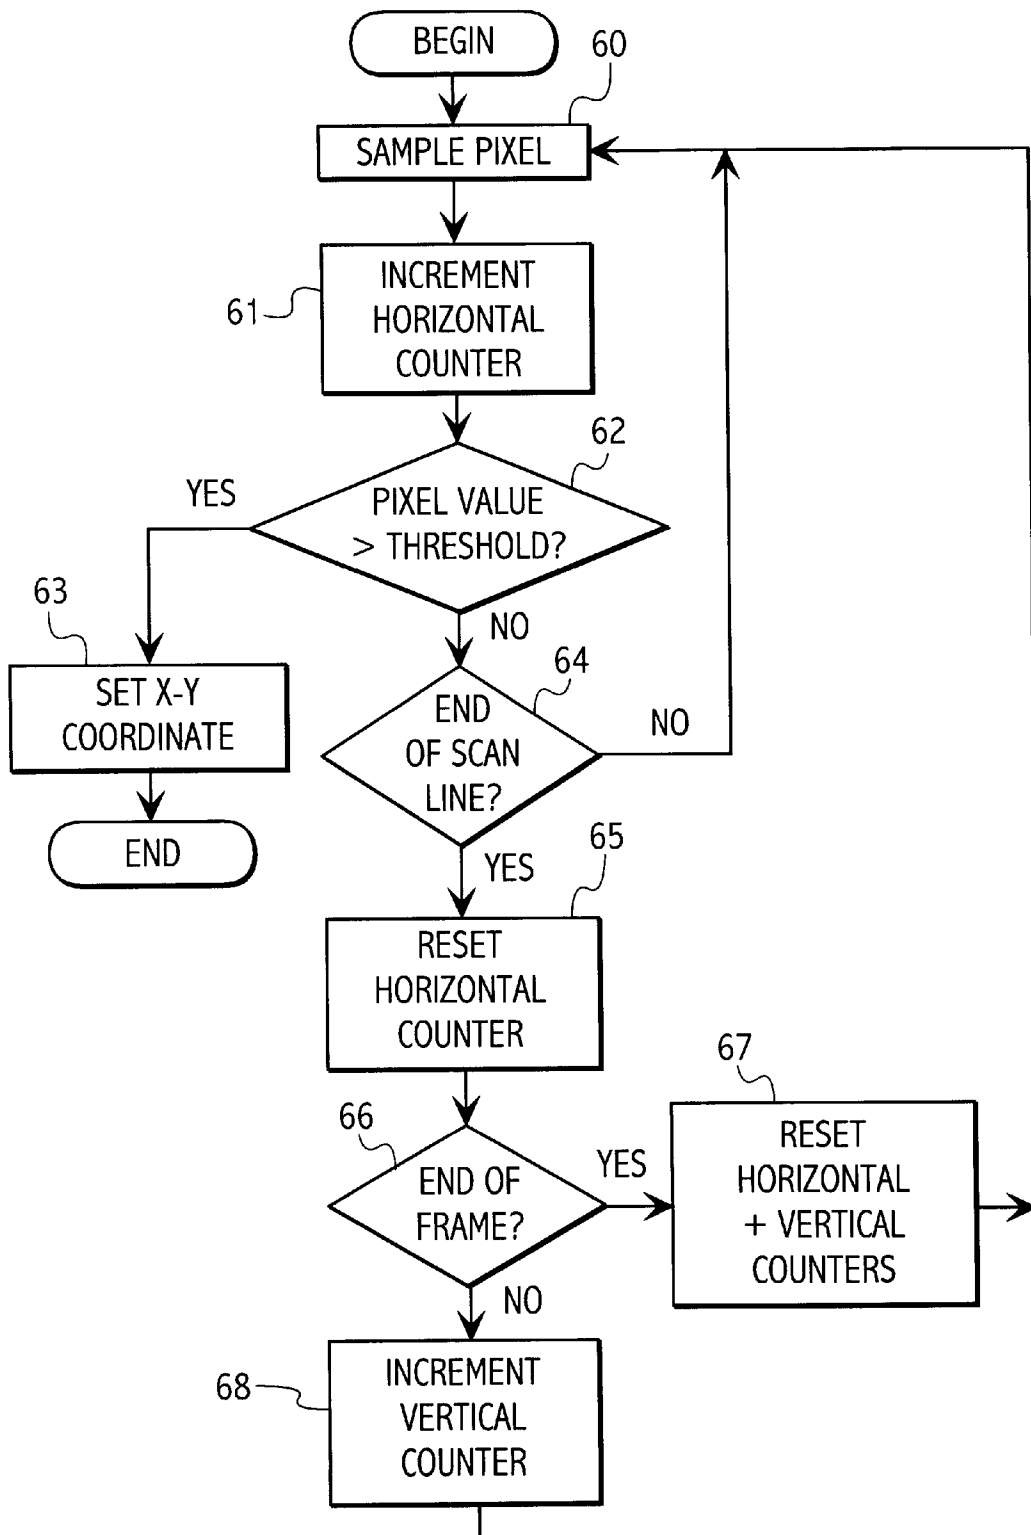 BEGIN
60
SAMPLE PIXEL
61
INCREMENT
HORIZONTAL
COUNTER
62
YES
PIXEL VALUE
> THRESHOLD?
63
NO
SET X-Y
COORDINATE
END
64
END
OF SCAN
LINE?
NO
YES
65
RESET
HORIZONTAL
COUNTER
66
END OF
FRAME?
YES
67
RESET
HORIZONTAL
+ VERTICAL
COUNTERS
NO
68
INCREMENT
VERTICAL
COUNTER